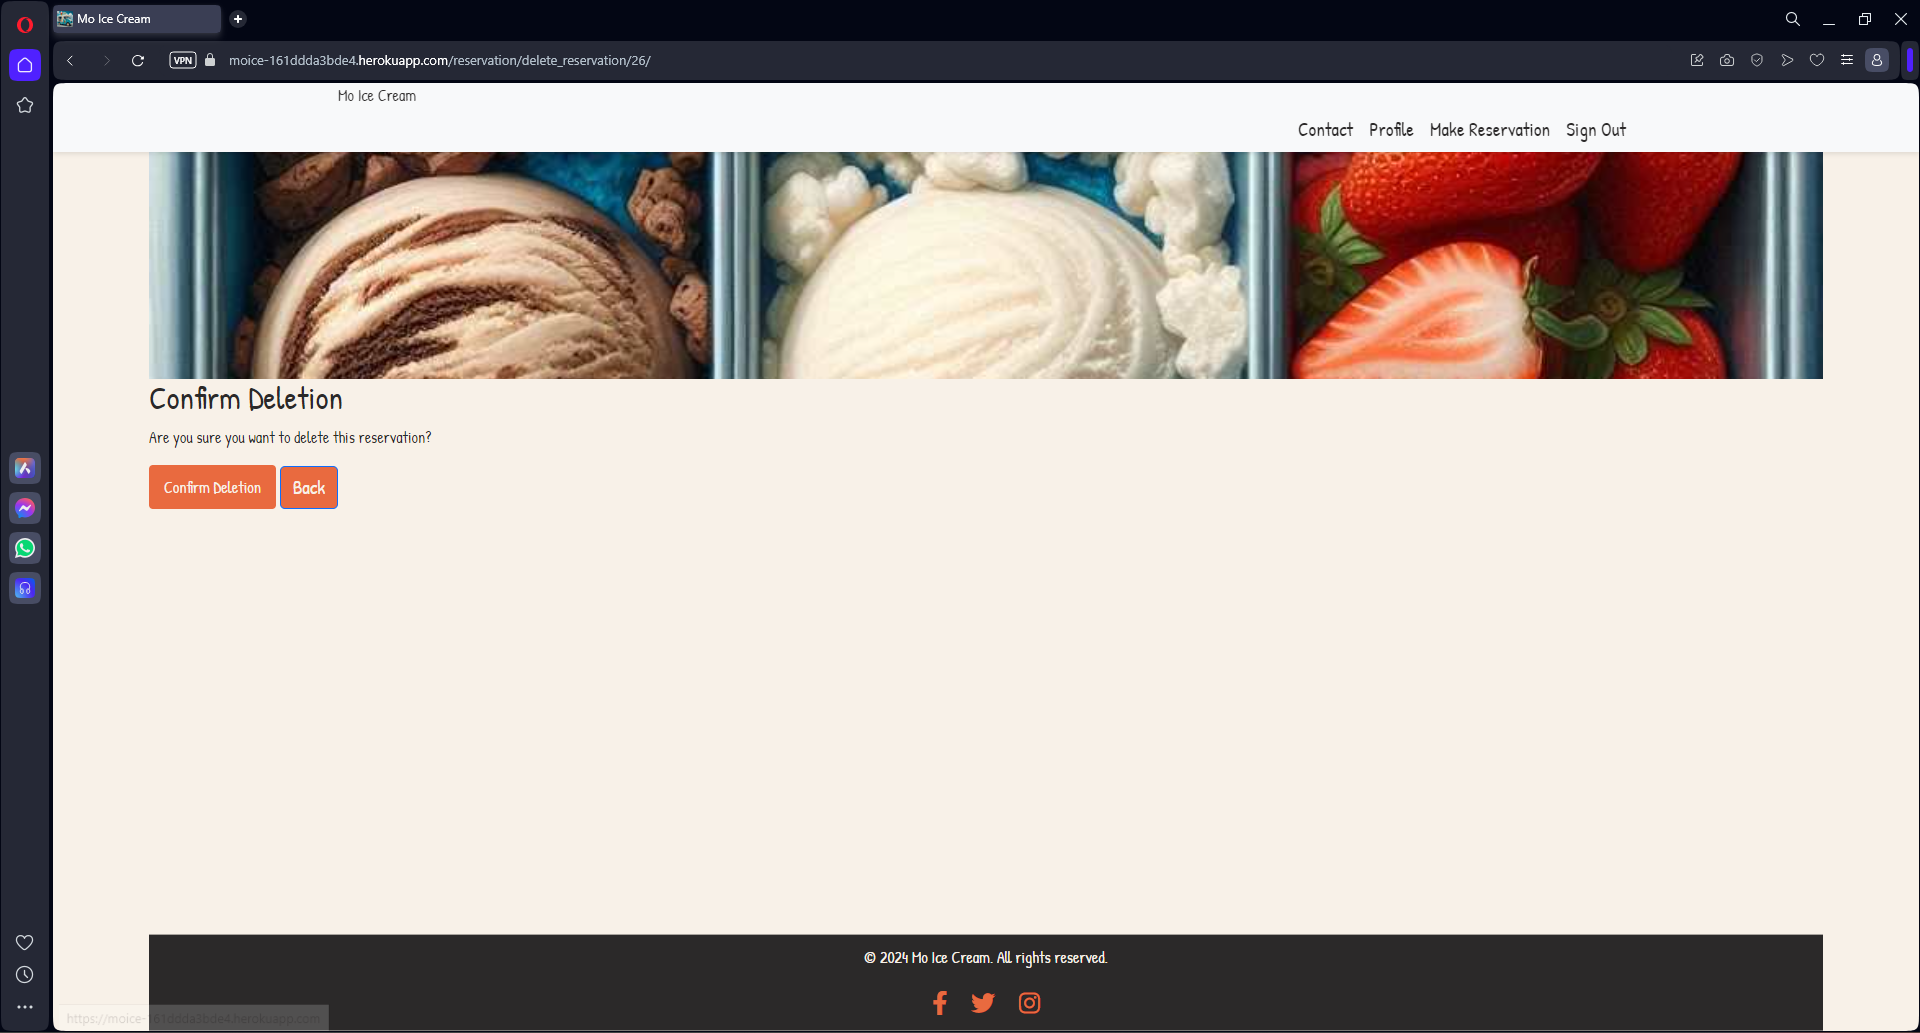 Mo Ice Cream
VPN
moice-161ddda3bde4.herokuapp.com/reservation/delete_reservation/26/
Mo Ice Cream
Contact Profile Make Reservation Sign Out
Confirm Deletion
Are you sure you want to delete this reservation?
Confirm Deletion Back
© 2024 Mo Ice Cream. All rights reserved.
https://moice-161ddda3bde4.herokuapp.com